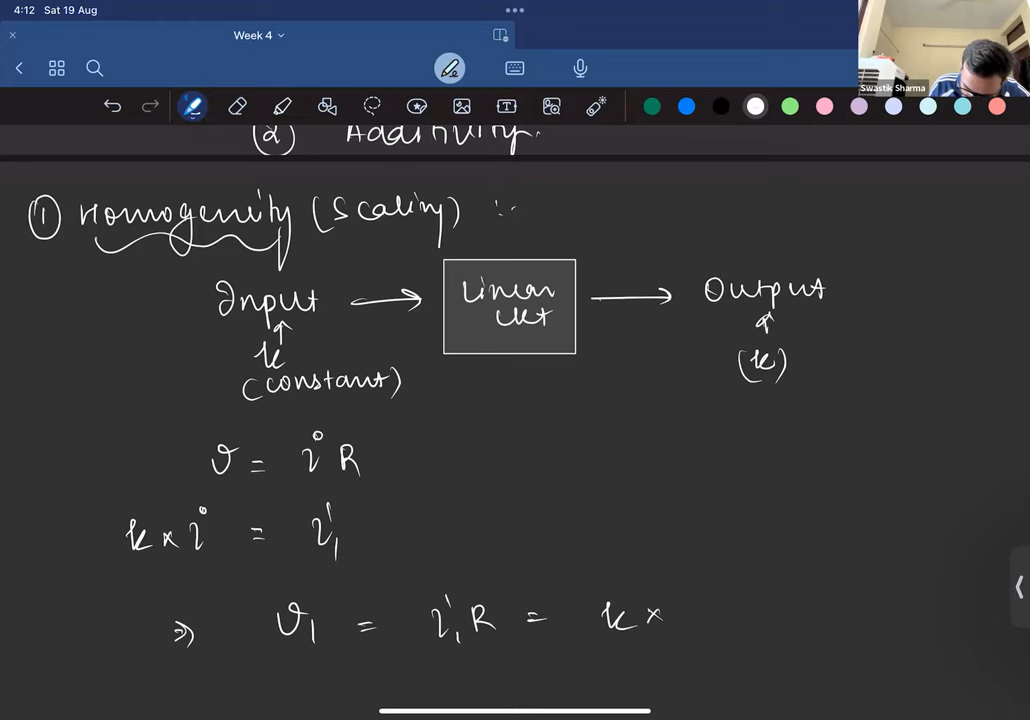 4:12 Sat 19 Aug
Week 4
Swastik Sharma
(2) Additivity.
① Homogenity (Scaling) :-
Input → Linear ckt → Output
k
(constant)
(k)
v = i R
k × i = i₁
⇒ v₁ = i₁ R = k ×